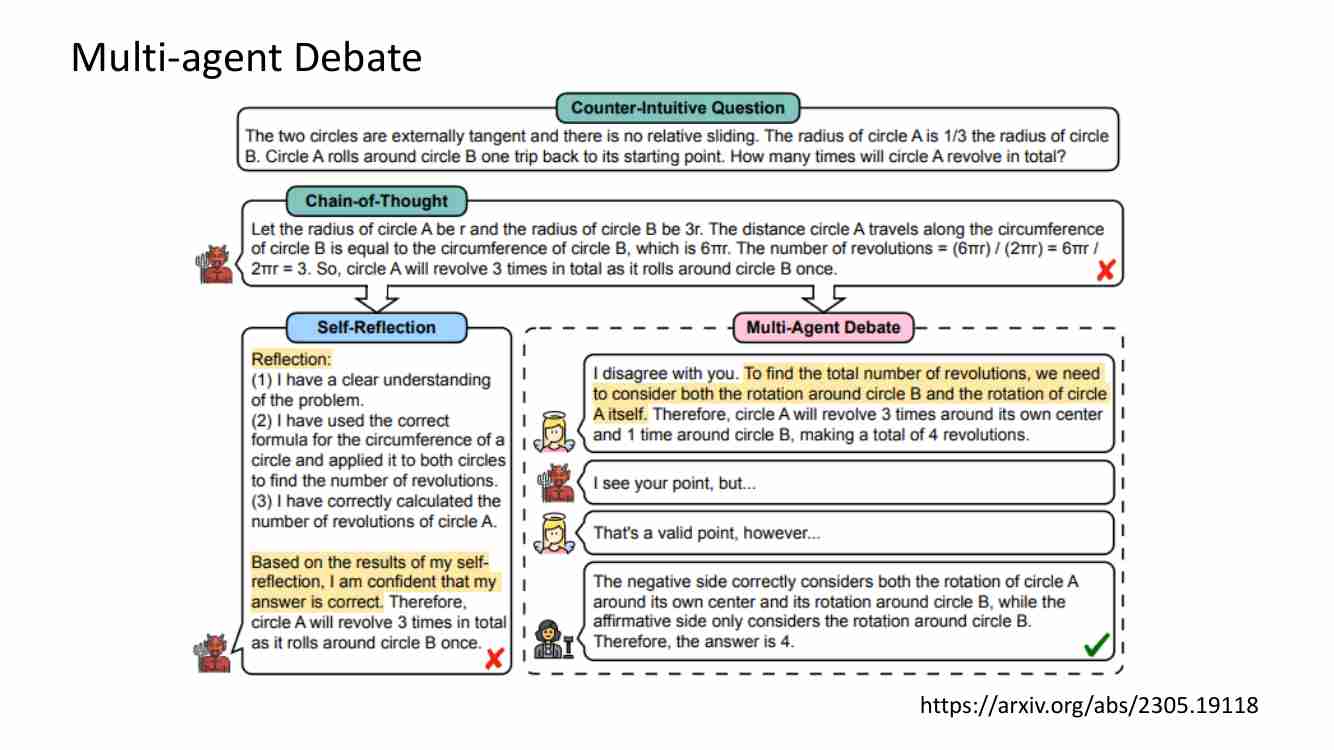 Multi-agent Debate
Counter-Intuitive Question
The two circles are externally tangent and there is no relative sliding. The radius of circle A is 1/3 the radius of circle
B. Circle A rolls around circle B one trip back to its starting point. How many times will circle A revolve in total?
Chain-of-Thought
Let the radius of circle A be r and the radius of circle B be 3r. The distance circle A travels along the circumference
of circle B is equal to the circumference of circle B, which is 6πr. The number of revolutions = (6πr) / (2πr) = 6πr /
2πr = 3. So, circle A will revolve 3 times in total as it rolls around circle B once.
Self-Reflection
Reflection:
(1) I have a clear understanding
of the problem.
(2) I have used the correct
formula for the circumference of a
circle and applied it to both circles
to find the number of revolutions.
(3) I have correctly calculated the
number of revolutions of circle A.
Based on the results of my self-
reflection, I am confident that my
answer is correct. Therefore,
circle A will revolve 3 times in total
as it rolls around circle B once.
Multi-Agent Debate
I disagree with you. To find the total number of revolutions, we need
to consider both the rotation around circle B and the rotation of circle
A itself. Therefore, circle A will revolve 3 times around its own center
and 1 time around circle B, making a total of 4 revolutions.
I see your point, but...
That's a valid point, however...
The negative side correctly considers both the rotation of circle A
around its own center and its rotation around circle B, while the
affirmative side only considers the rotation around circle B.
Therefore, the answer is 4.
https://arxiv.org/abs/2305.19118